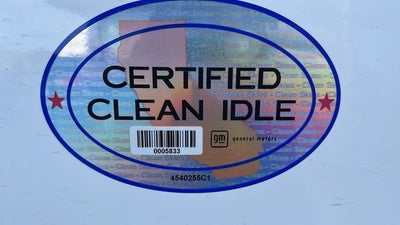 CERTIFIED
CLEAN IDLE
0005833
gm general motors
4540255C1